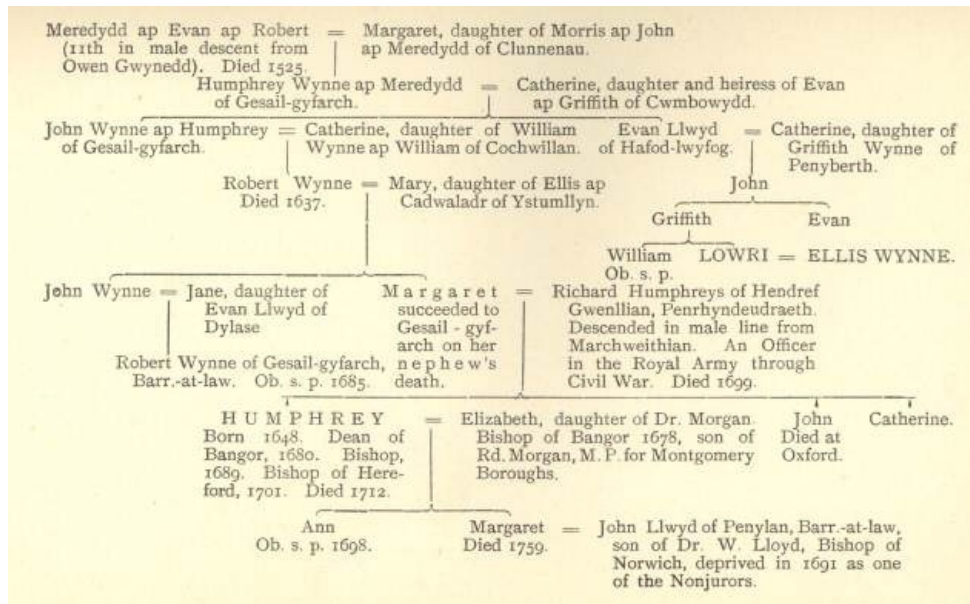 Meredydd ap Evan ap Robert = Margaret, daughter of Morris ap John
(11th in male descent from ap Meredydd of Clunnenau.
Owen Gwynedd). Died 1525.
Humphrey Wynne ap Meredydd = Catherine, daughter and heiress of Evan
of Gesail-gyfarch. ap Griffith of Cwmbowydd.
John Wynne ap Humphrey = Catherine, daughter of William Evan Llwyd = Catherine, daughter of
of Gesail-gyfarch. Wynne ap William of Cochwillan. of Hafod-lwyfog. Griffith Wynne of
Penyberth.
Robert Wynne = Mary, daughter of Ellis ap John
Died 1637. Cadwaladr of Ystumllyn.
Griffith Evan
William LOWRI = ELLIS WYNNE.
Ob. s. p.
John Wynne = Jane, daughter of Margaret = Richard Humphreys of Hendref
Evan Llwyd of succeeded to Gwenllian, Penrhyndeudraeth.
Dylase Gesail-gyf- Descended in male line from
arch on her Marchweithian. An Officer
Robert Wynne of Gesail-gyfarch, nephew's in the Royal Army through
Barr.-at-law. Ob. s. p. 1685. death. Civil War. Died 1699.
HUMPHREY = Elizabeth, daughter of Dr. Morgan. John Catherine.
Born 1648. Dean of Bishop of Bangor 1678, son of Died at
Bangor, 1680. Bishop, Rd. Morgan, M.P. for Montgomery Oxford.
1689. Bishop of Here- Boroughs.
ford, 1701. Died 1712.
Ann Margaret = John Llwyd of Penylan, Barr.-at-law,
Ob. s. p. 1698. Died 1759. son of Dr. W. Lloyd, Bishop of
Norwich, deprived in 1691 as one
of the Nonjurors.